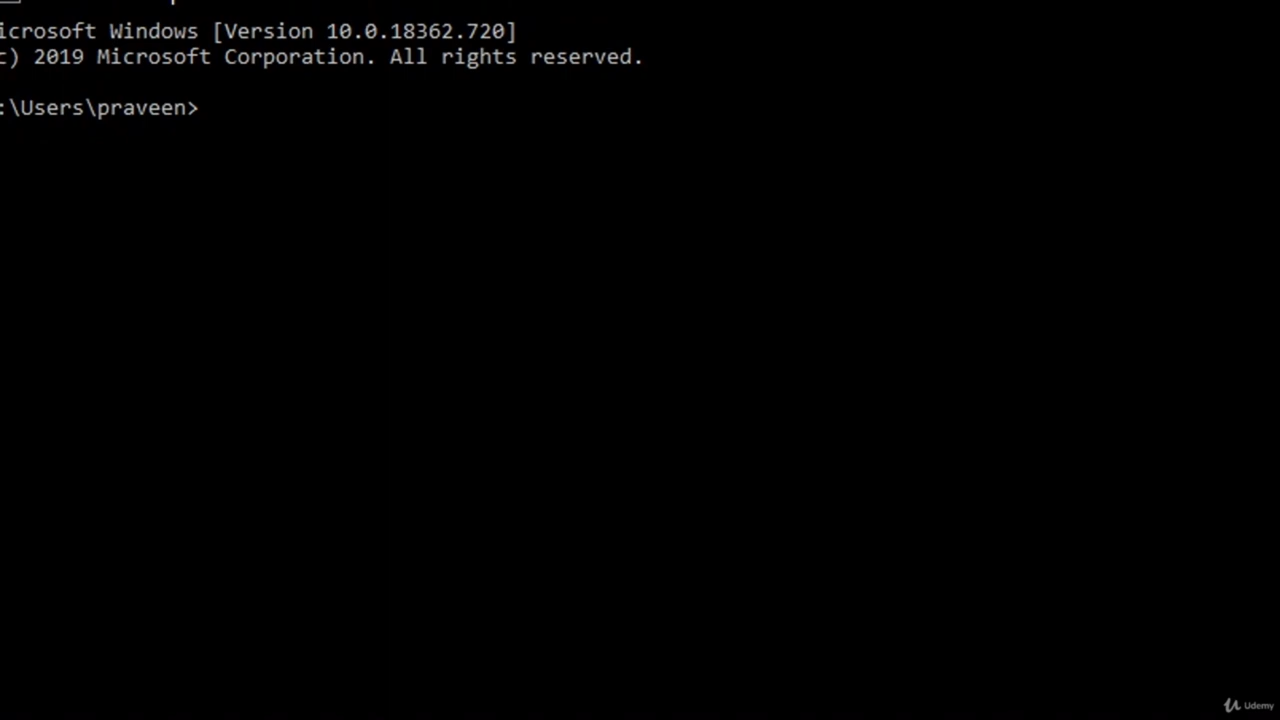 icrosoft Windows [Version 10.0.18362.720]
c) 2019 Microsoft Corporation. All rights reserved.
:\Users\praveen>
Udemy